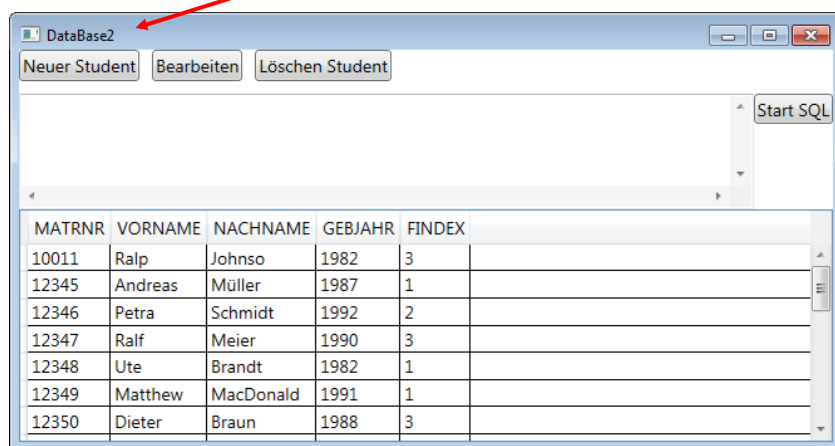 DataBase2
Neuer Student Bearbeiten Löschen Student
Start SQL
MATRNR VORNAME NACHNAME GEBJAHR FINDEX
10011 Ralp Johnso 1982 3
12345 Andreas Müller 1987 1
12346 Petra Schmidt 1992 2
12347 Ralf Meier 1990 3
12348 Ute Brandt 1982 1
12349 Matthew MacDonald 1991 1
12350 Dieter Braun 1988 3